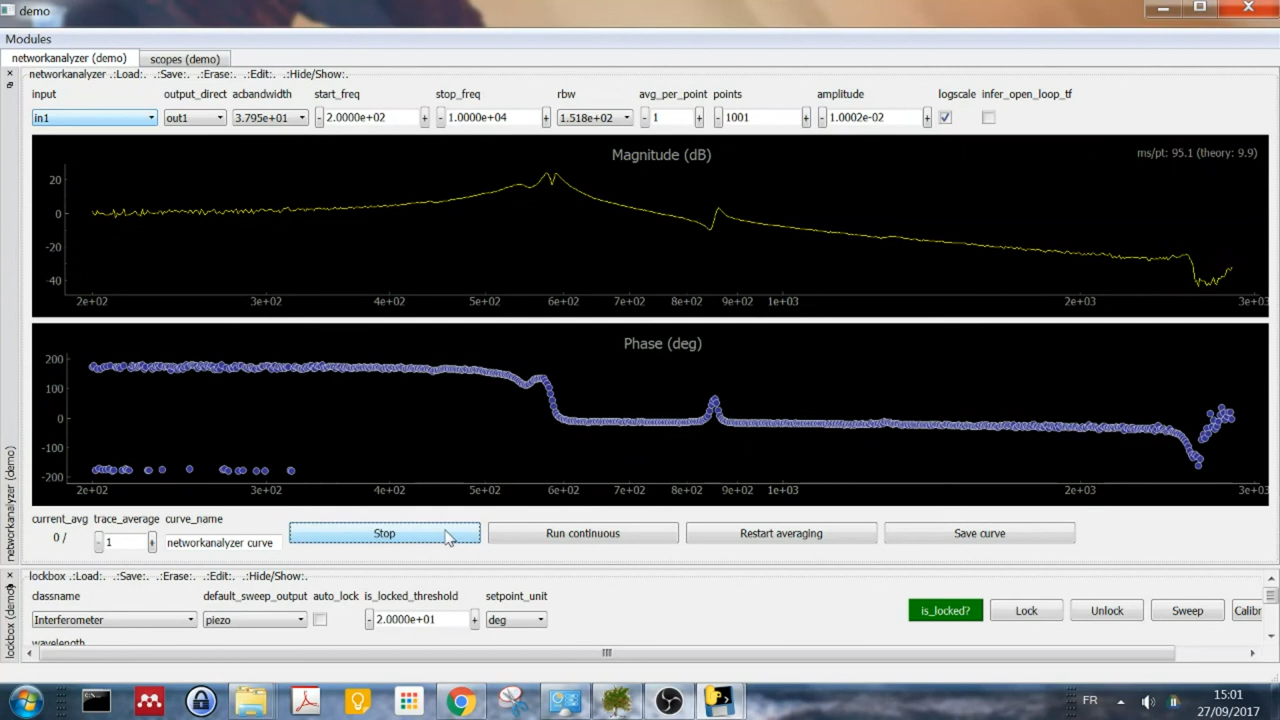 demo
Modules
networkanalyzer (demo) scopes (demo)
networkanalyzer .:Load:. .:Save:. .:Erase:. .:Edit:. .:Hide/Show:.
input output_direct acbandwidth start_freq stop_freq rbw avg_per_point points amplitude logscale infer_open_loop_tf
in1 out1 3.795e+01 - 2.0000e+02 + - 1.0000e+04 + 1.518e+02 - 1 + - 1001 + - 1.0002e-02 +
Magnitude (dB) ms/pt: 95.1 (theory: 9.9)
20
0
-20
-40
2e+02 3e+02 4e+02 5e+02 6e+02 7e+02 8e+02 9e+02 1e+03 2e+03 3e+03
Phase (deg)
200
100
0
-100
-200
2e+02 3e+02 4e+02 5e+02 6e+02 7e+02 8e+02 9e+02 1e+03 2e+03 3e+03
networkanalyzer (demo)
current_avg trace_average curve_name
0 / - 1 + networkanalyzer curve Stop Run continuous Restart averaging Save curve
lockbox .:Load:. .:Save:. .:Erase:. .:Edit:. .:Hide/Show:.
classname default_sweep_output auto_lock is_locked_threshold setpoint_unit
Interferometer piezo - 2.0000e+01 + deg is_locked? Lock Unlock Sweep Calibr
wavelength
lockbox (demo)
FR 15:01
27/09/2017